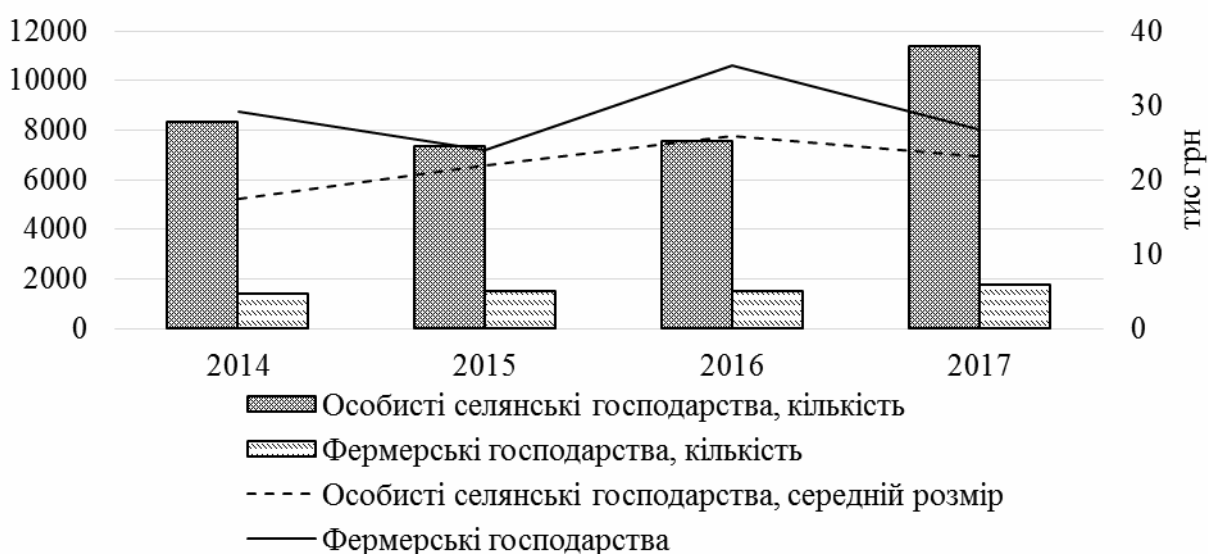 12000
10000
8000
6000
4000
2000
0
40
30
20
10
0
тис грн
2014 2015 2016 2017
Особисті селянські господарства, кількість
Фермерські господарства, кількість
Особисті селянські господарства, середній розмір
Фермерські господарства